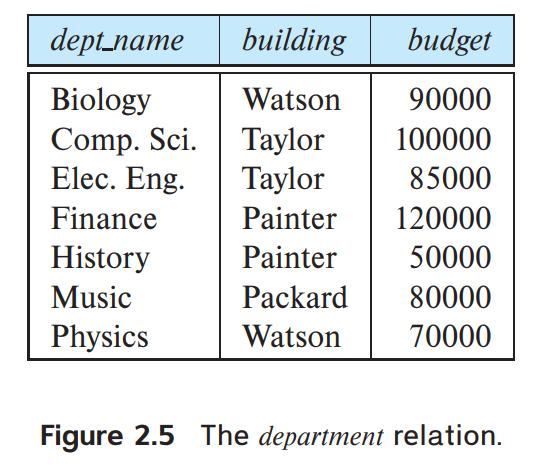 dept_name building budget
Biology Watson 90000
Comp. Sci. Taylor 100000
Elec. Eng. Taylor 85000
Finance Painter 120000
History Painter 50000
Music Packard 80000
Physics Watson 70000
Figure 2.5 The department relation.